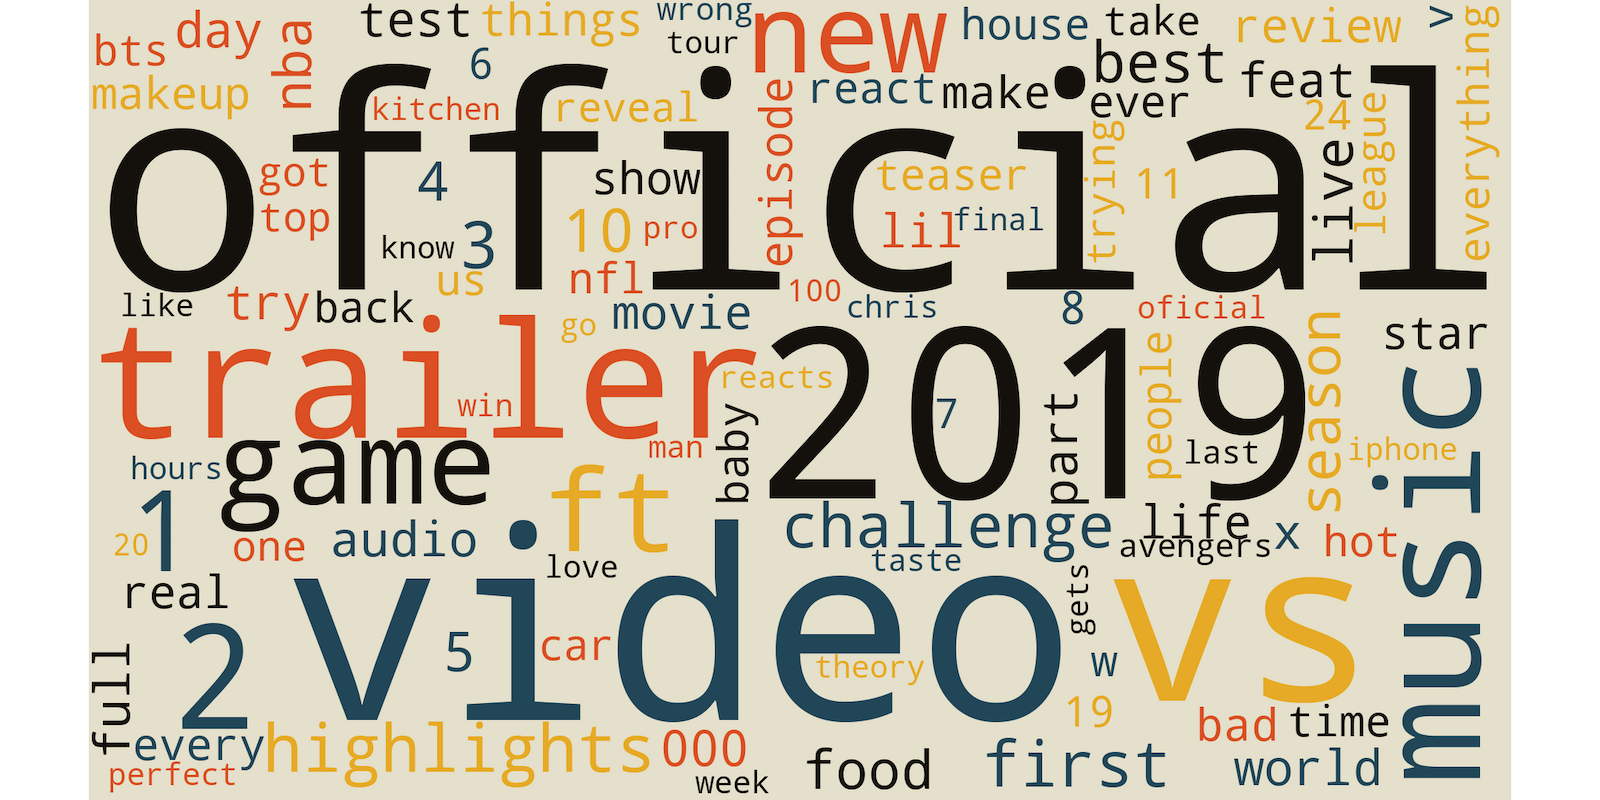 bts
day
nba
test
things
wrong
tour
new
house
take
review
v
everything
makeup
6
kitchen
reveal
episode
react
make
best
ever
feat
24
league
official
got
top
4
know
3
us
show
10
pro
nfl
teaser
lil
final
trying
11
live
like
try
back
go
movie
100
chris
8
oficial
star
trailer
win
man
reacts
baby
2019
7
part
people
last
season
iphone
music
hours
game
1
20
one
audio
ft
love
challenge
taste
life
avengers
x
hot
real
2
full
video
5
car
theory
gets
w
19
vs
bad
time
every
perfect
highlights
000
week
food
first
world